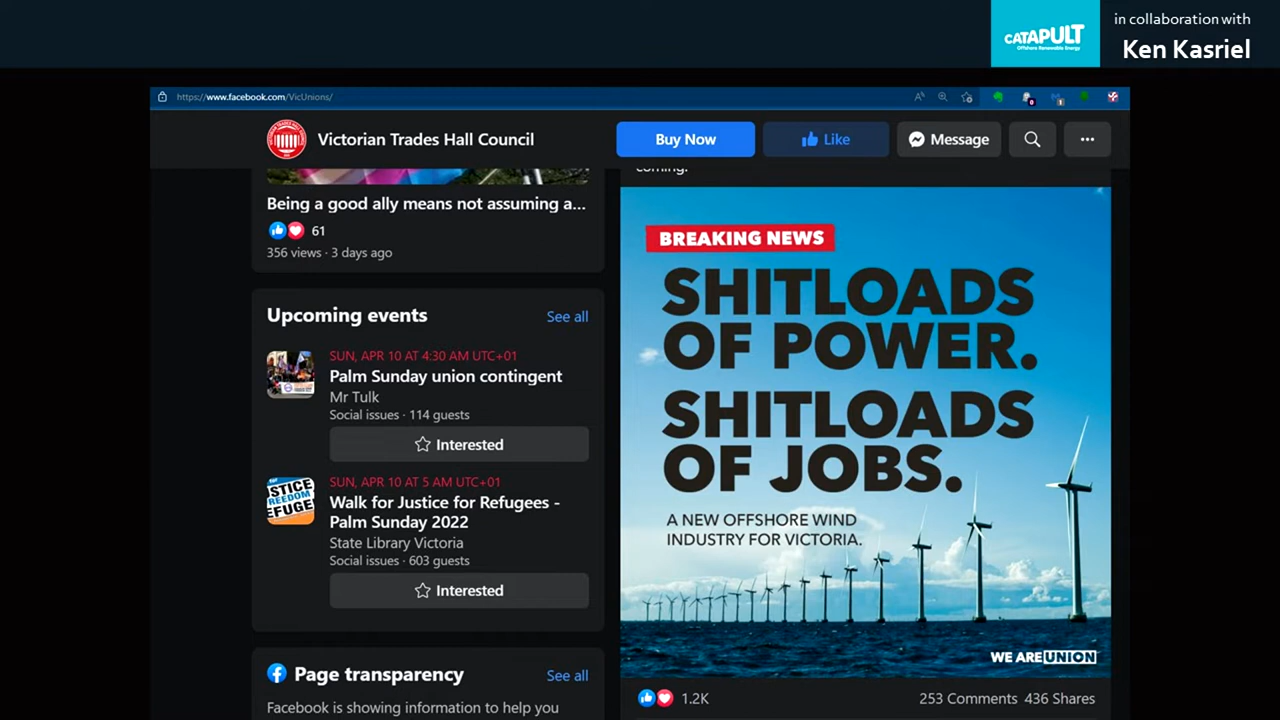 CATAPULT
Offshore Renewable Energy
in collaboration with
Ken Kasriel
https://www.facebook.com/VicUnions/
Victorian Trades Hall Council
Buy Now
Like
Message
Being a good ally means not assuming a...
61
356 views · 3 days ago
Upcoming events
See all
SUN, APR 10 AT 4:30 AM UTC+01
Palm Sunday union contingent
Mr Tulk
Social issues · 114 guests
Interested
SUN, APR 10 AT 5 AM UTC+01
Walk for Justice for Refugees -
Palm Sunday 2022
State Library Victoria
Social issues · 603 guests
Interested
Page transparency
See all
Facebook is showing information to help you
coming.
BREAKING NEWS
SHITLOADS
OF POWER.
SHITLOADS
OF JOBS.
A NEW OFFSHORE WIND
INDUSTRY FOR VICTORIA.
WE ARE UNION
1.2K
253 Comments 436 Shares